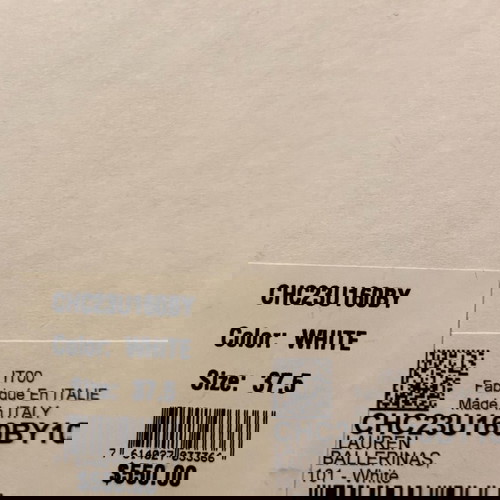 CHC23U160BY
Color: WHITE
Size: 37.5
IT00
Fabriqué En ITALIE
Made ITALY
CHC23U160BY1C
$550.00
LAUREN
BALLERINAS
101 - White